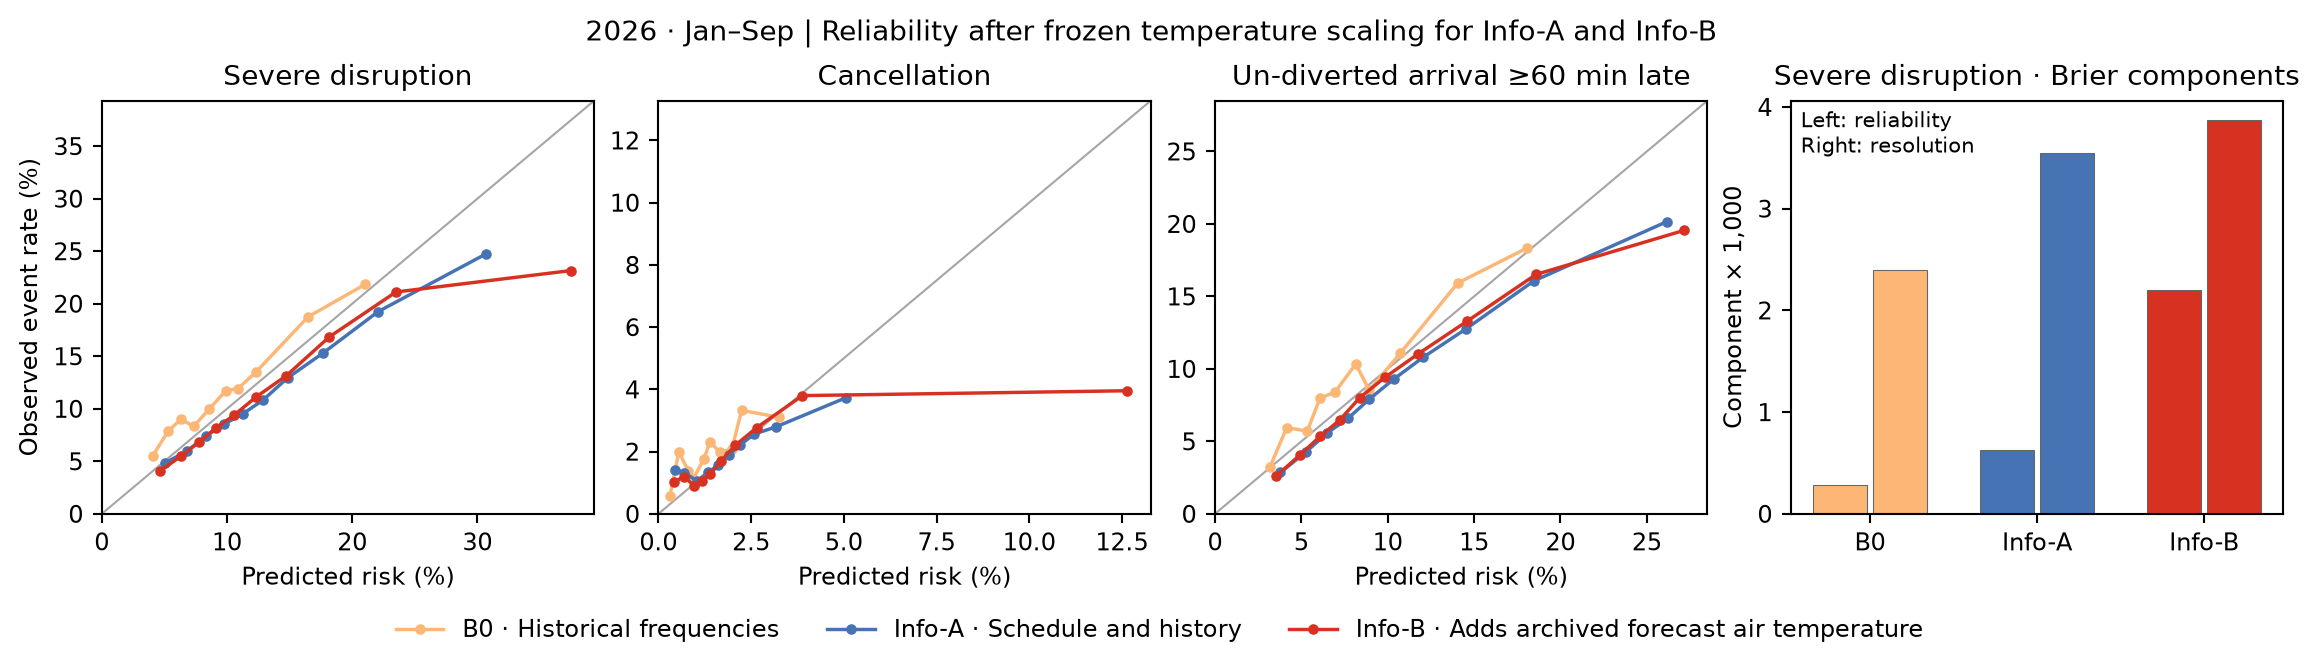 2026 · Jan–Sep | Reliability after frozen temperature scaling for Info-A and Info-B
Severe disruption
Observed event rate (%)
35
30
25
20
15
10
5
0
0 10 20 30
Predicted risk (%)
Cancellation
12
10
8
6
4
2
0
0.0 2.5 5.0 7.5 10.0 12.5
Predicted risk (%)
Un-diverted arrival ≥60 min late
25
20
15
10
5
0
0 5 10 15 20 25
Predicted risk (%)
Severe disruption · Brier components
Component × 1,000
4
3
2
1
0
Left: reliability
Right: resolution
B0 Info-A Info-B
B0 · Historical frequencies Info-A · Schedule and history Info-B · Adds archived forecast air temperature